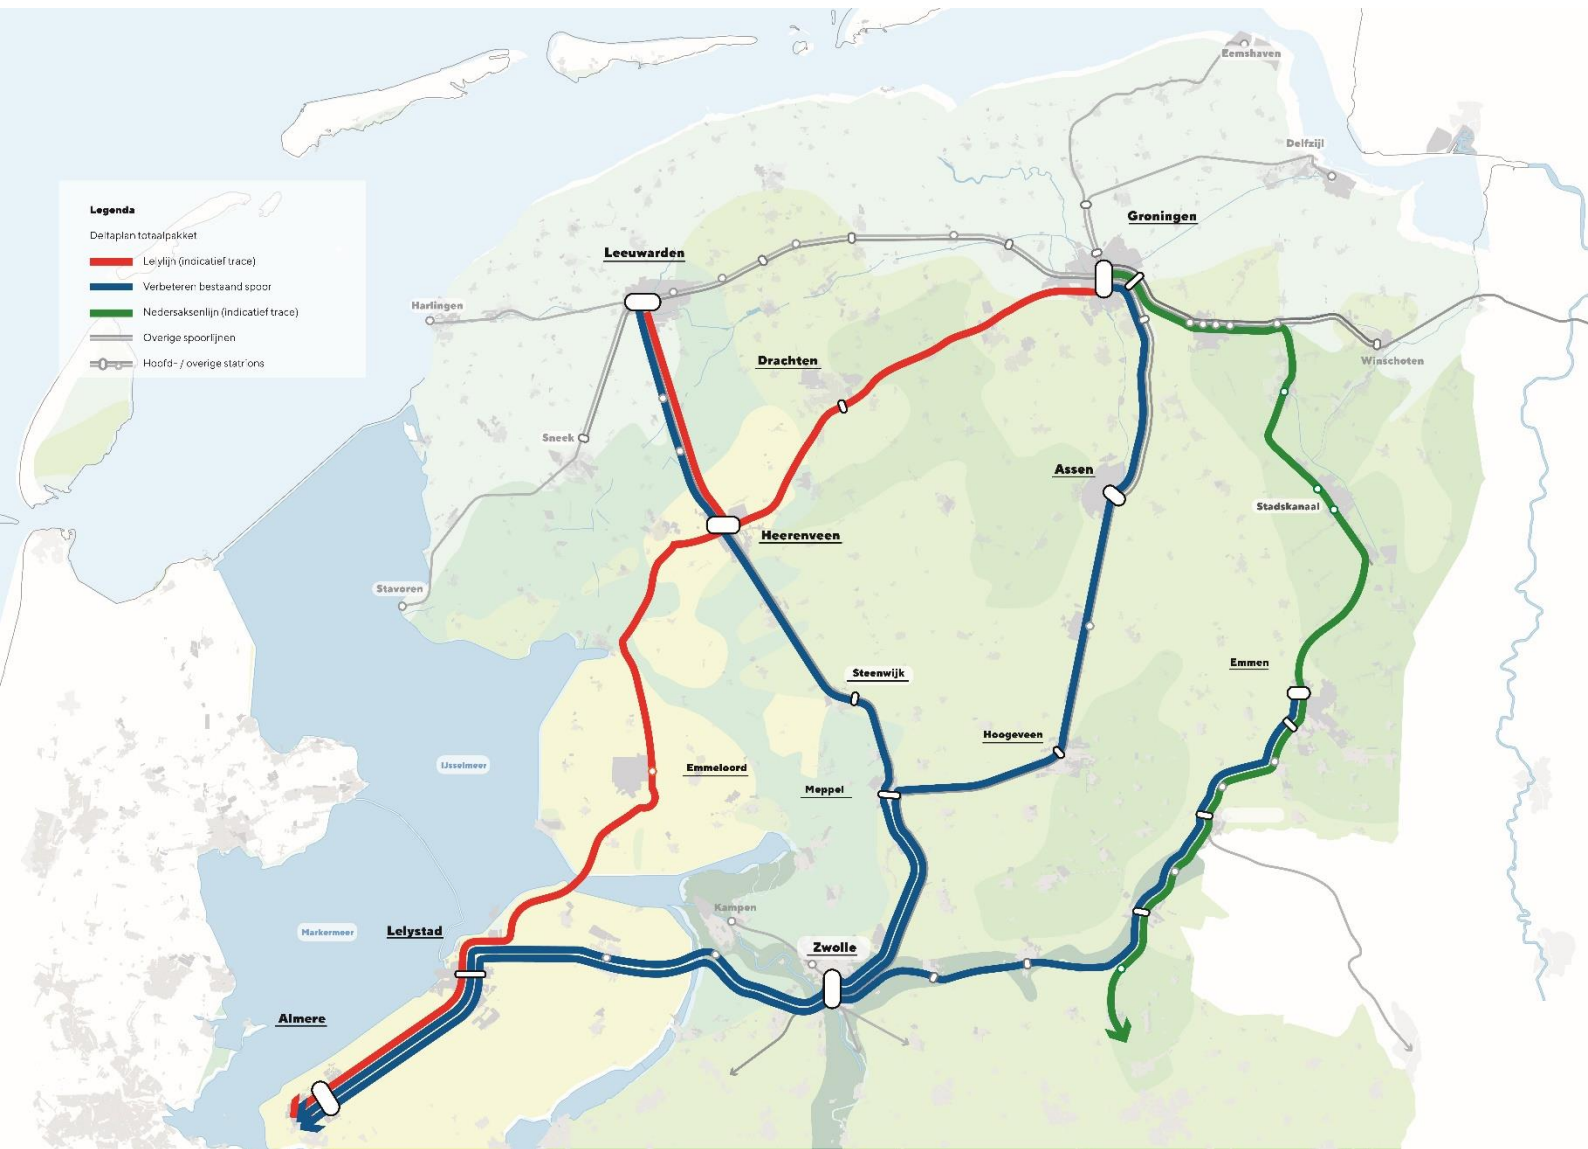 Eemshaven
Delfzijl
Groningen
Leeuwarden
Legenda
Deltaplan totaalpakket
Lelylijn (indicatief trace)
Verbeteren bestaand spoor
Nedersaksenlijn (indicatief trace)
Overige spoorlijnen
Hoofd- / overige statrions
Harlingen
Drachten
Winschoten
Sneek
Assen
Stadskanaal
Heerenveen
Stavoren
Emmen
Steenwijk
Hoogeveen
IJsselmeer
Emmeloord
Meppel
Kampen
Markermeer
Lelystad
Zwolle
Almere